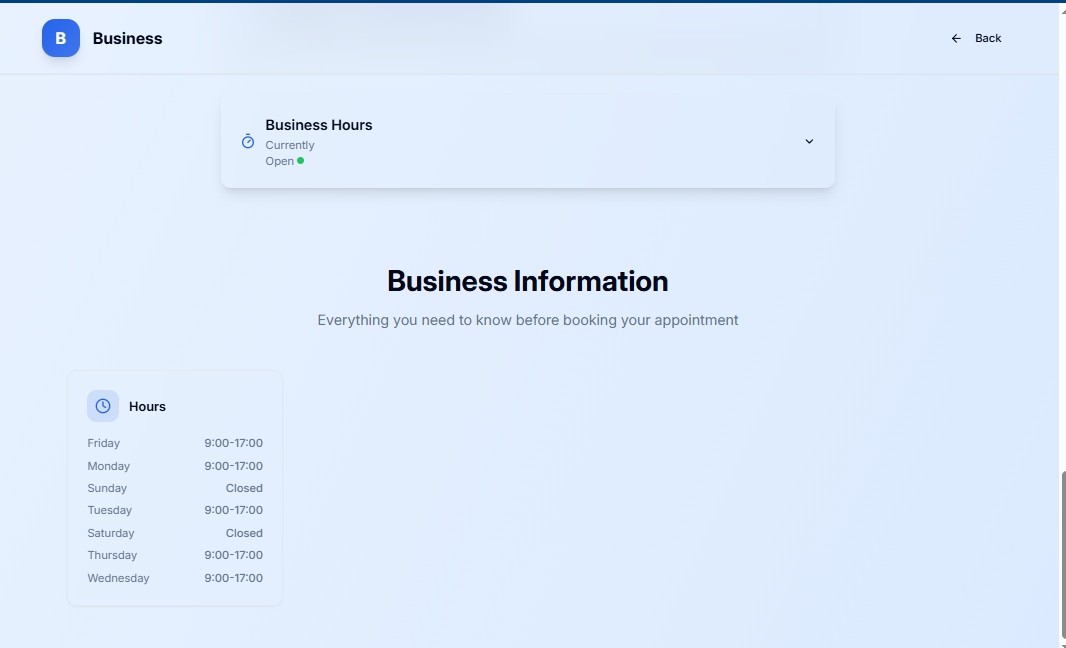 B Business
Back
Business Hours
Currently
Open
Business Information
Everything you need to know before booking your appointment
Hours
Friday 9:00-17:00
Monday 9:00-17:00
Sunday Closed
Tuesday 9:00-17:00
Saturday Closed
Thursday 9:00-17:00
Wednesday 9:00-17:00